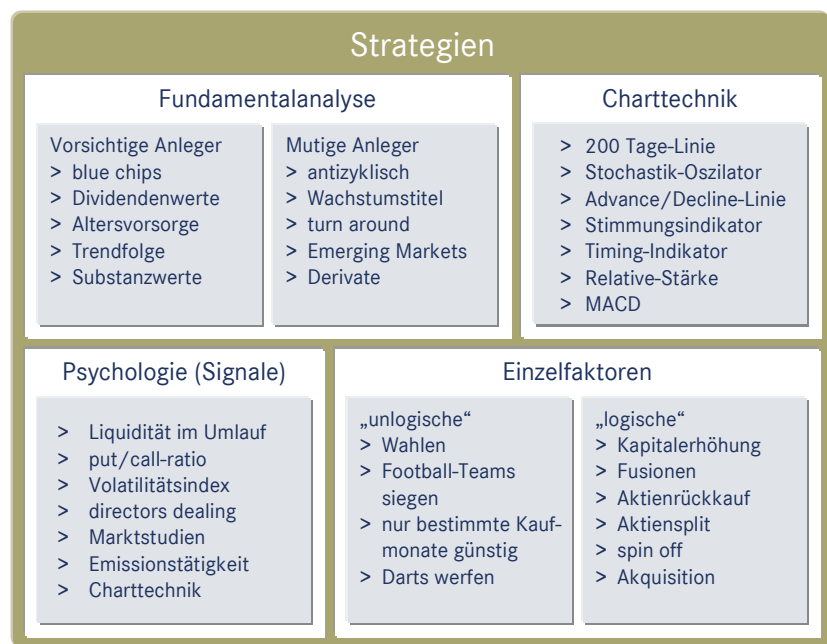 Strategien
Fundamentalanalyse
Vorsichtige Anleger
> blue chips
> Dividendenwerte
> Altersvorsorge
> Trendfolge
> Substanzwerte
Mutige Anleger
> antizyklisch
> Wachstumstitel
> turn around
> Emerging Markets
> Derivate
Charttechnik
> 200 Tage-Linie
> Stochastik-Oszilator
> Advance/Decline-Linie
> Stimmungsindikator
> Timing-Indikator
> Relative-Stärke
> MACD
Psychologie (Signale)
> Liquidität im Umlauf
> put/call-ratio
> Volatilitätsindex
> directors dealing
> Marktstudien
> Emissionstätigkeit
> Charttechnik
Einzelfaktoren
„unlogische“
> Wahlen
> Football-Teams
siegen
> nur bestimmte Kauf-
monate günstig
> Darts werfen
„logische“
> Kapitalerhöhung
> Fusionen
> Aktienrückkauf
> Aktiensplit
> spin off
> Akquisition